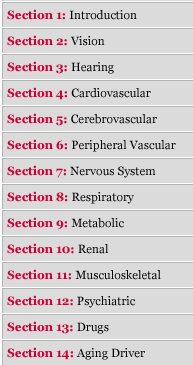 Section 1: Introduction
Section 2: Vision
Section 3: Hearing
Section 4: Cardiovascular
Section 5: Cerebrovascular
Section 6: Peripheral Vascular
Section 7: Nervous System
Section 8: Respiratory
Section 9: Metabolic
Section 10: Renal
Section 11: Musculoskeletal
Section 12: Psychiatric
Section 13: Drugs
Section 14: Aging Driver